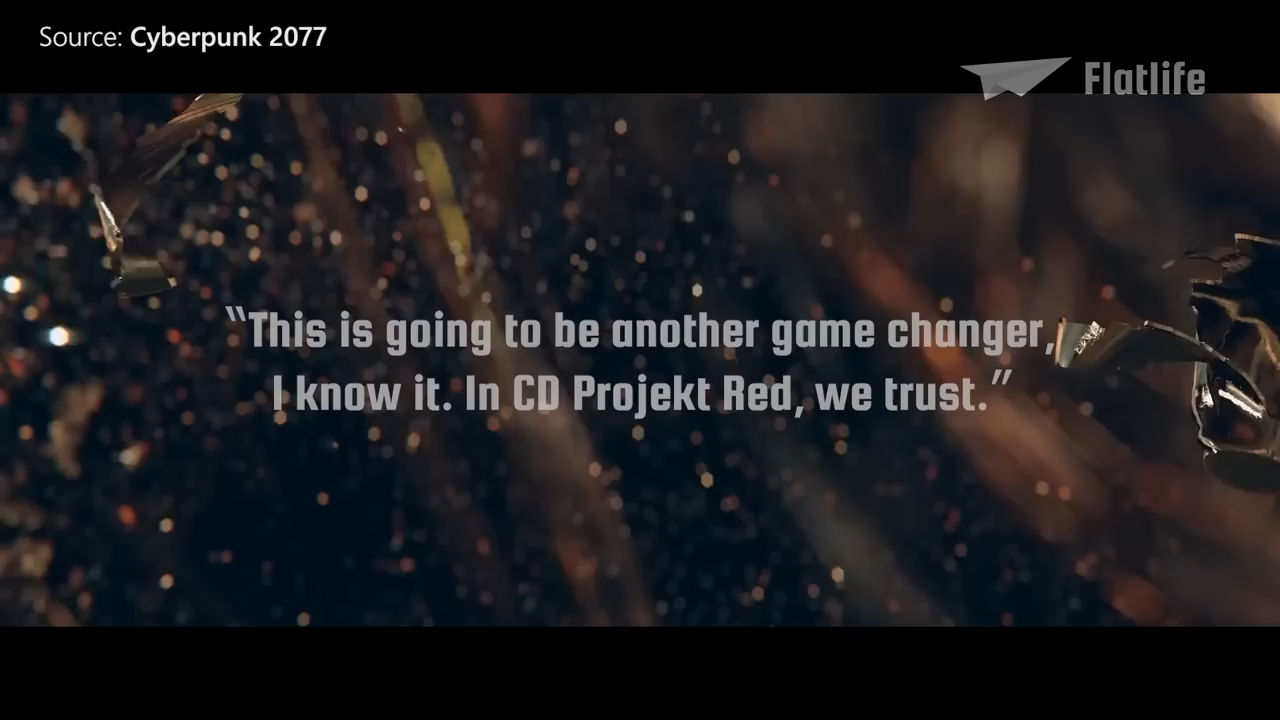 Source: Cyberpunk 2077
Flatlife
“This is going to be another game changer,
I know it. In CD Projekt Red, we trust.”